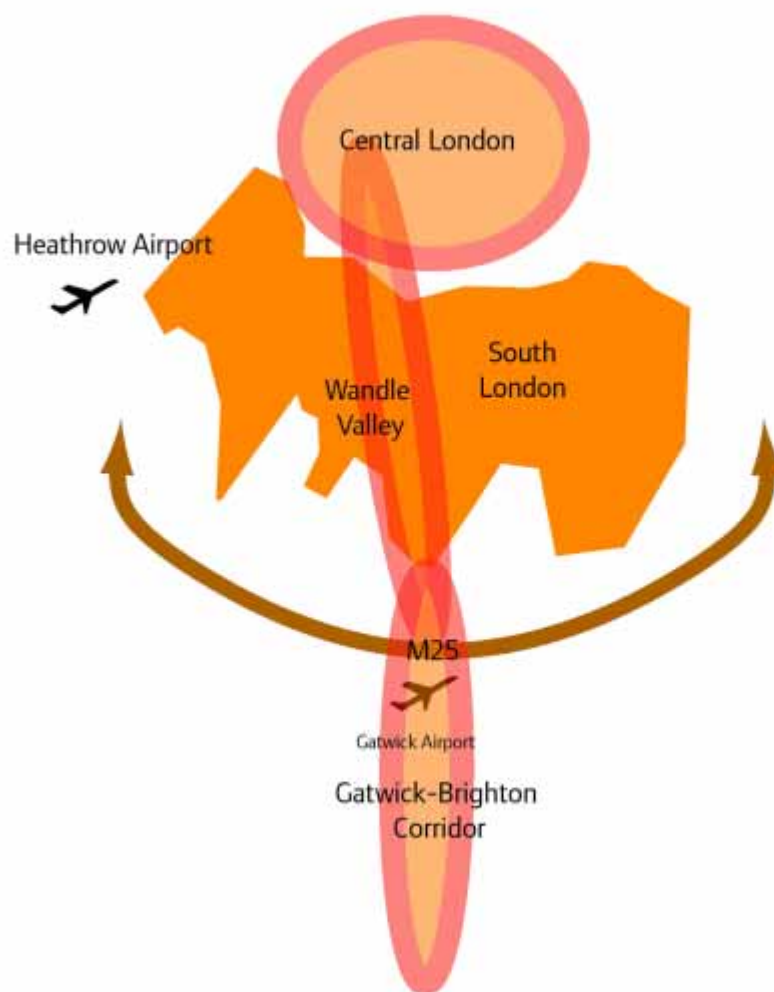 Central London
Heathrow Airport
South
London
Wandle
Valley
M25
Gatwick Airport
Gatwick-Brighton
Corridor